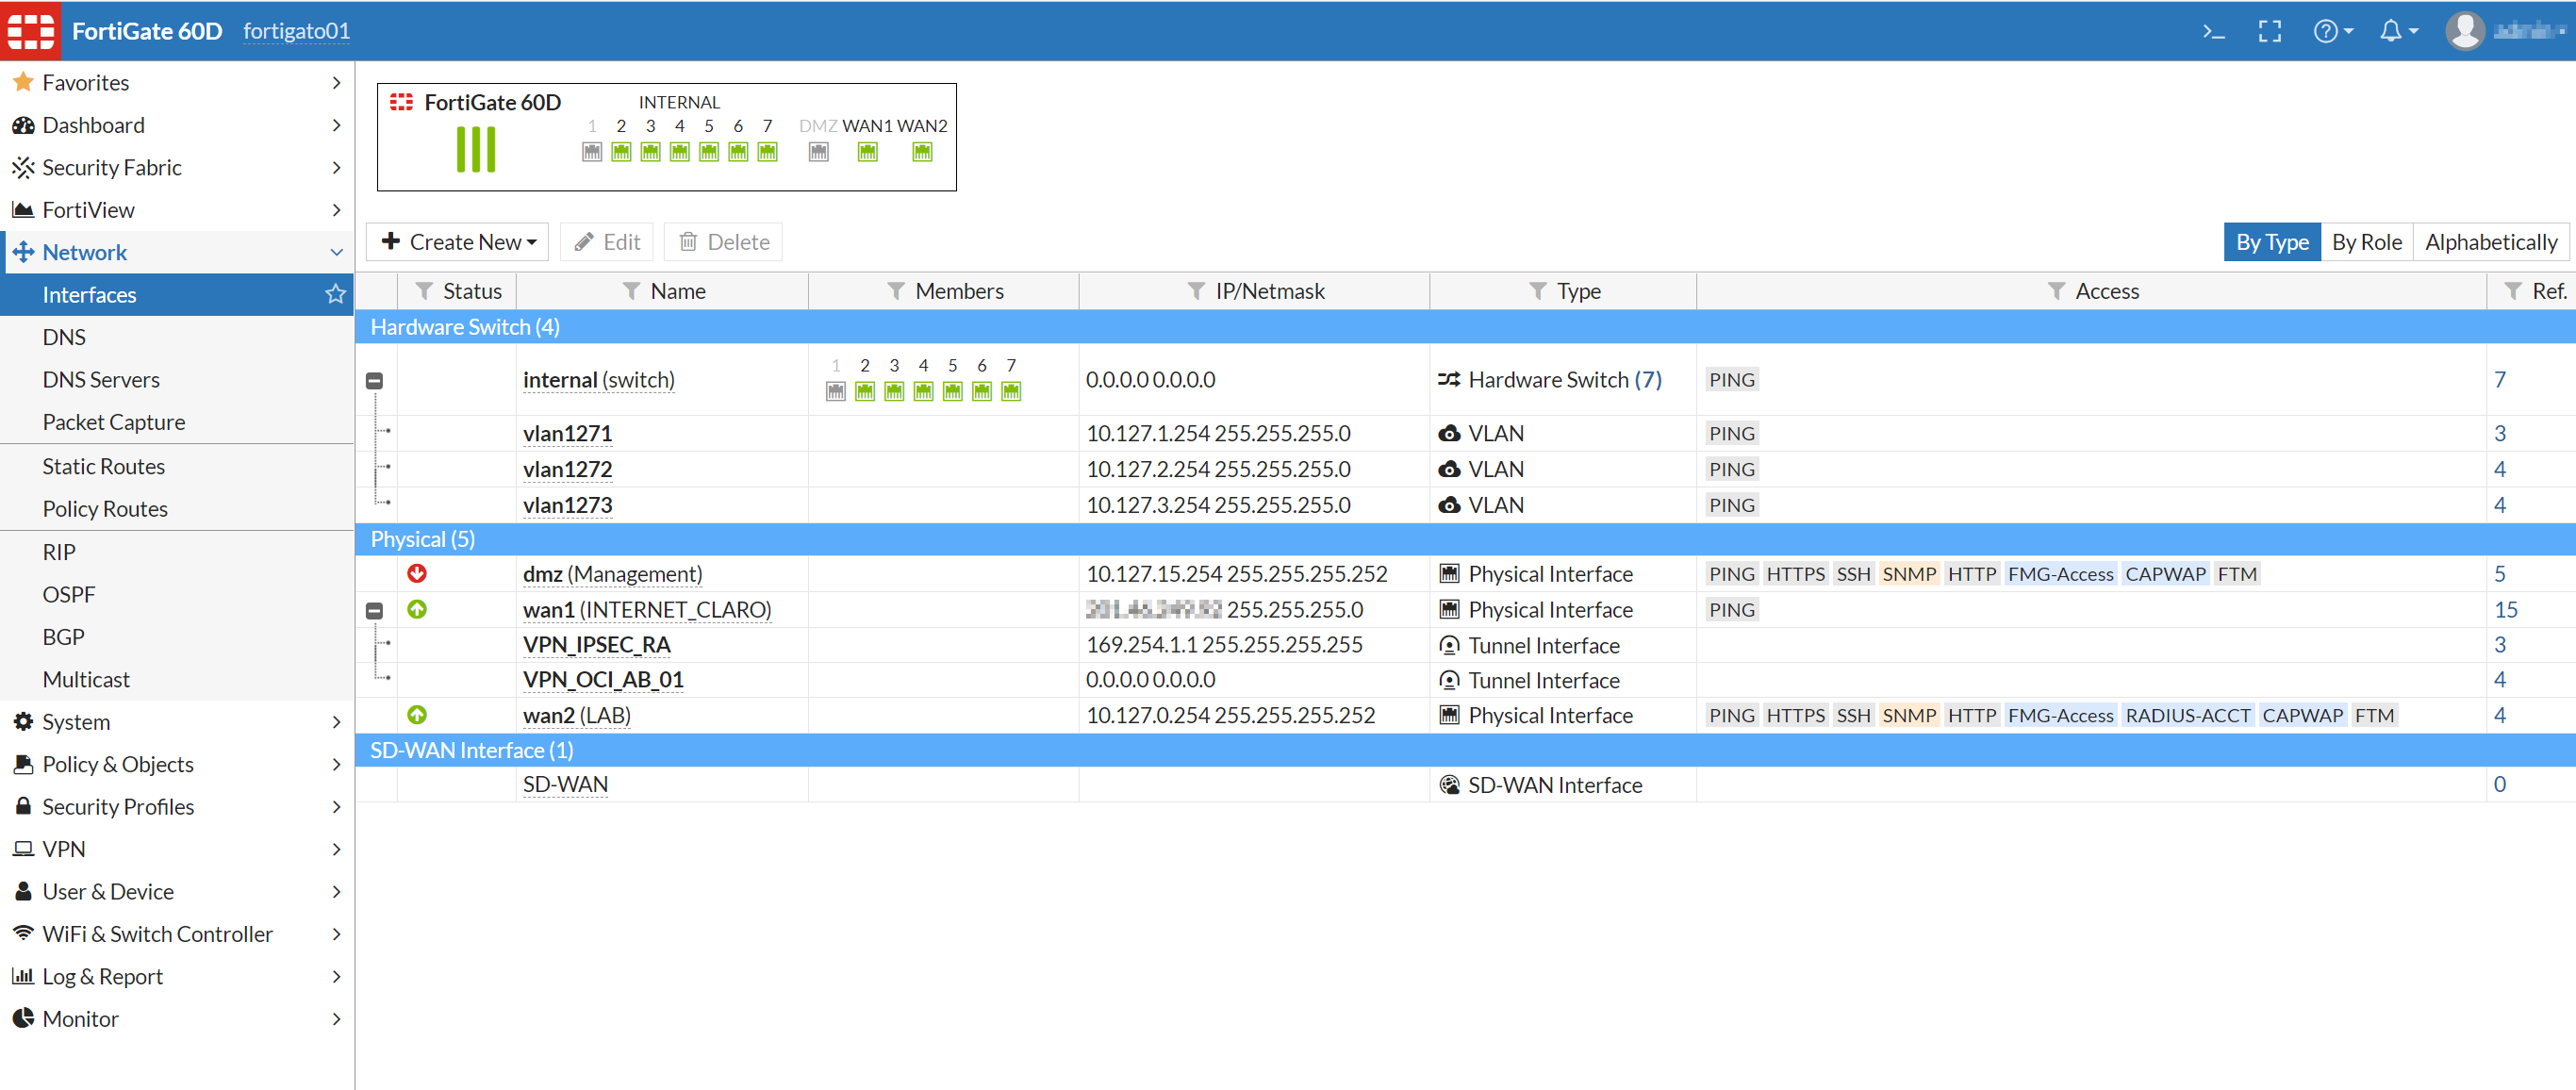 FortiGate 60D fortigato01
Favorites
Dashboard
Security Fabric
FortiView
Network
Interfaces
DNS
DNS Servers
Packet Capture
Static Routes
Policy Routes
RIP
OSPF
BGP
Multicast
System
Policy & Objects
Security Profiles
VPN
User & Device
WiFi & Switch Controller
Log & Report
Monitor
FortiGate 60D INTERNAL
1 2 3 4 5 6 7 DMZ WAN1 WAN2
Create New Edit Delete By Type By Role Alphabetically
Status Name Members IP/Netmask Type Access Ref.
Hardware Switch (4)
1 2 3 4 5 6 7
internal (switch) 0.0.0.0 0.0.0.0 Hardware Switch (7) PING 7
vlan1271 10.127.1.254 255.255.255.0 VLAN PING 3
vlan1272 10.127.2.254 255.255.255.0 VLAN PING 4
vlan1273 10.127.3.254 255.255.255.0 VLAN PING 4
Physical (5)
dmz (Management) 10.127.15.254 255.255.255.252 Physical Interface PING HTTPS SSH SNMP HTTP FMG-Access CAPWAP FTM 5
wan1 (INTERNET_CLARO) 255.255.255.0 Physical Interface PING 15
VPN_IPSEC_RA 169.254.1.1 255.255.255.255 Tunnel Interface 3
VPN_OCI_AB_01 0.0.0.0 0.0.0.0 Tunnel Interface 4
wan2 (LAB) 10.127.0.254 255.255.255.252 Physical Interface PING HTTPS SSH SNMP HTTP FMG-Access RADIUS-ACCT CAPWAP FTM 4
SD-WAN Interface (1)
SD-WAN SD-WAN Interface 0